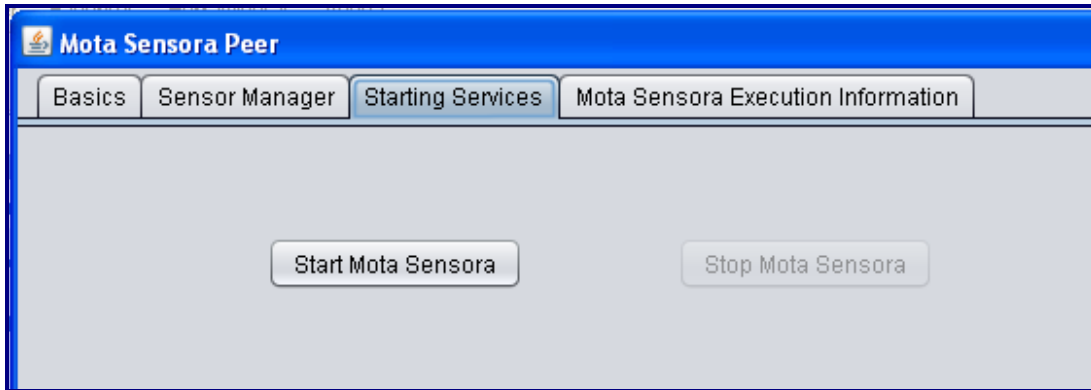 Mota Sensora Peer
Basics Sensor Manager Starting Services Mota Sensora Execution Information
Start Mota Sensora Stop Mota Sensora